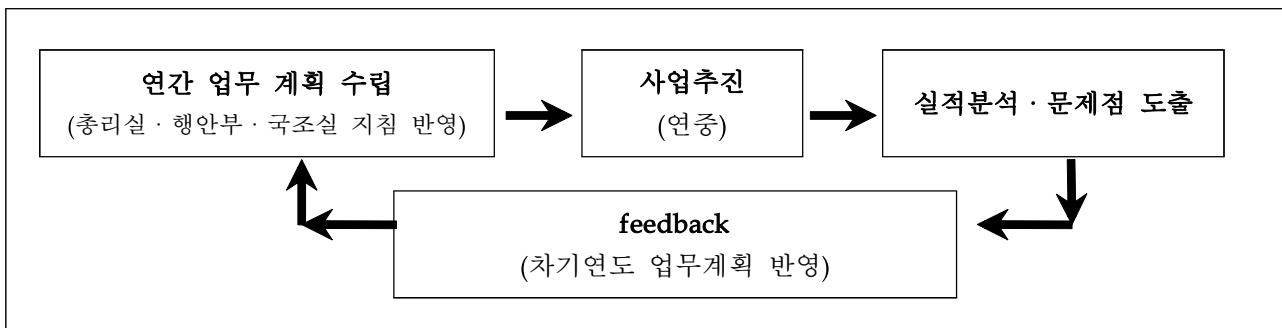 연간 업무 계획 수립
(총리실·행안부·국조실 지침 반영)
사업추진
(연중)
실적분석·문제점 도출
feedback
(차기연도 업무계획 반영)